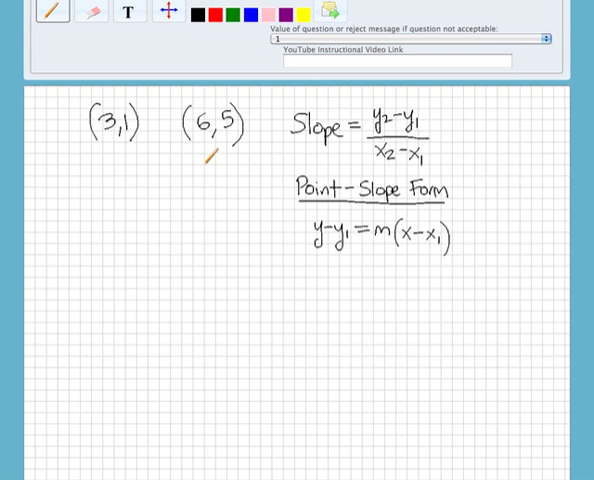 T
Value of question or reject message if question not acceptable:
1
YouTube Instructional Video Link
(3,1) (6,5) Slope = y₂-y₁ / x₂-x₁
Point-Slope Form
y-y₁=m(x-x₁)